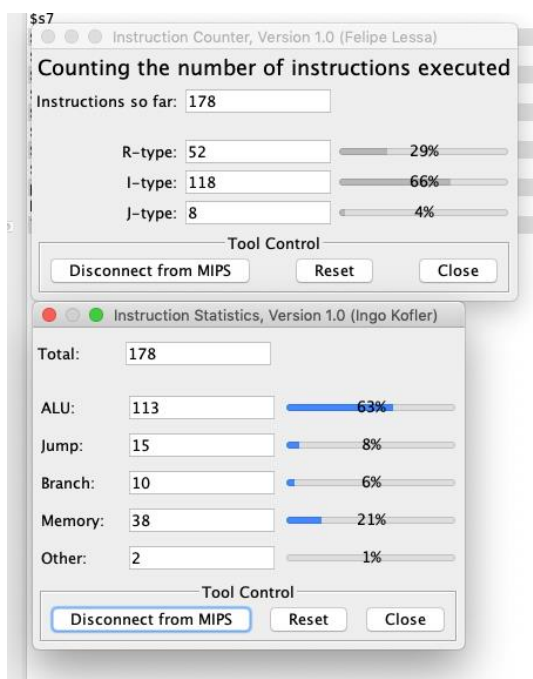 $s7
Instruction Counter, Version 1.0 (Felipe Lessa)
Counting the number of instructions executed
Instructions so far: 178
R-type: 52 29%
I-type: 118 66%
J-type: 8 4%
Tool Control
Disconnect from MIPS Reset Close
Instruction Statistics, Version 1.0 (Ingo Kofler)
Total: 178
ALU: 113 63%
Jump: 15 8%
Branch: 10 6%
Memory: 38 21%
Other: 2 1%
Tool Control
Disconnect from MIPS Reset Close